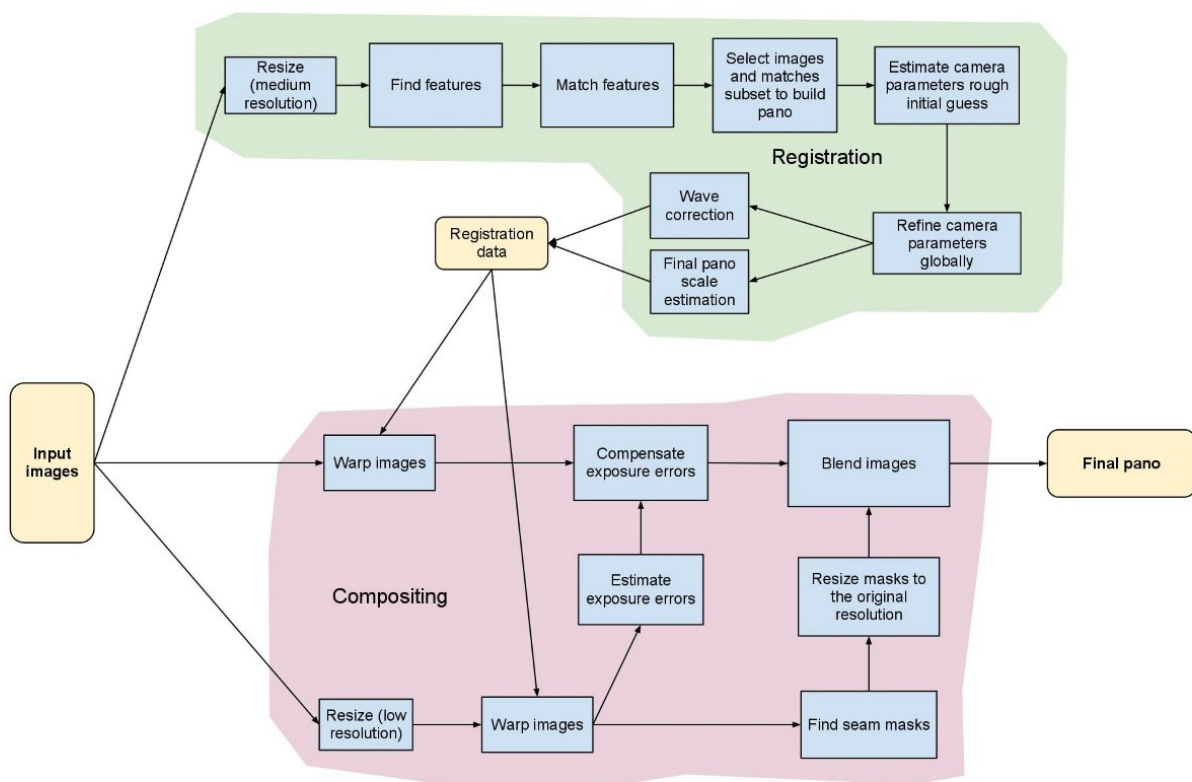 Resize
(medium
resolution)
Find features
Match features
Select images
and matches
subset to build
pano
Estimate camera
parameters rough
initial guess
Registration
Wave
correction
Refine camera
parameters
globally
Registration
data
Final pano
scale
estimation
Input
images
Warp images
Compensate
exposure errors
Blend images
Final pano
Compositing
Estimate
exposure errors
Resize masks to
the original
resolution
Resize (low
resolution)
Warp images
Find seam masks